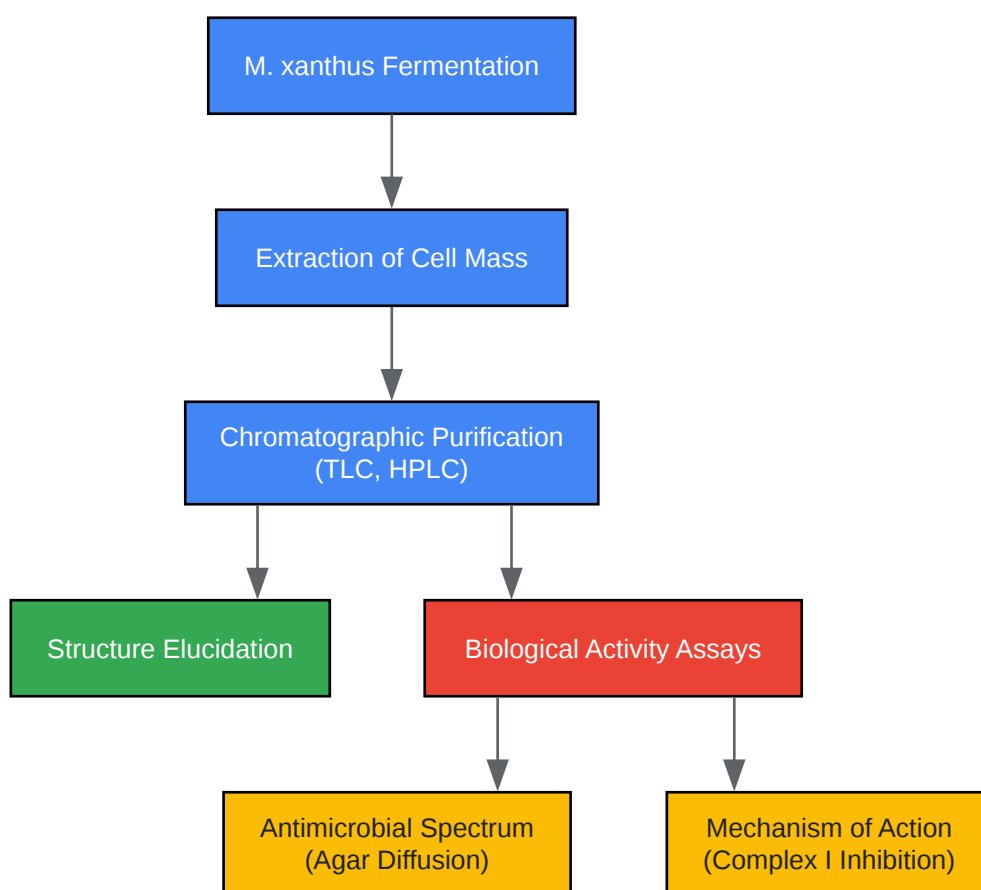 M. xanthus Fermentation
Extraction of Cell Mass
Chromatographic Purification
(TLC, HPLC)
Structure Elucidation
Biological Activity Assays
Antimicrobial Spectrum
(Agar Diffusion)
Mechanism of Action
(Complex I Inhibition)